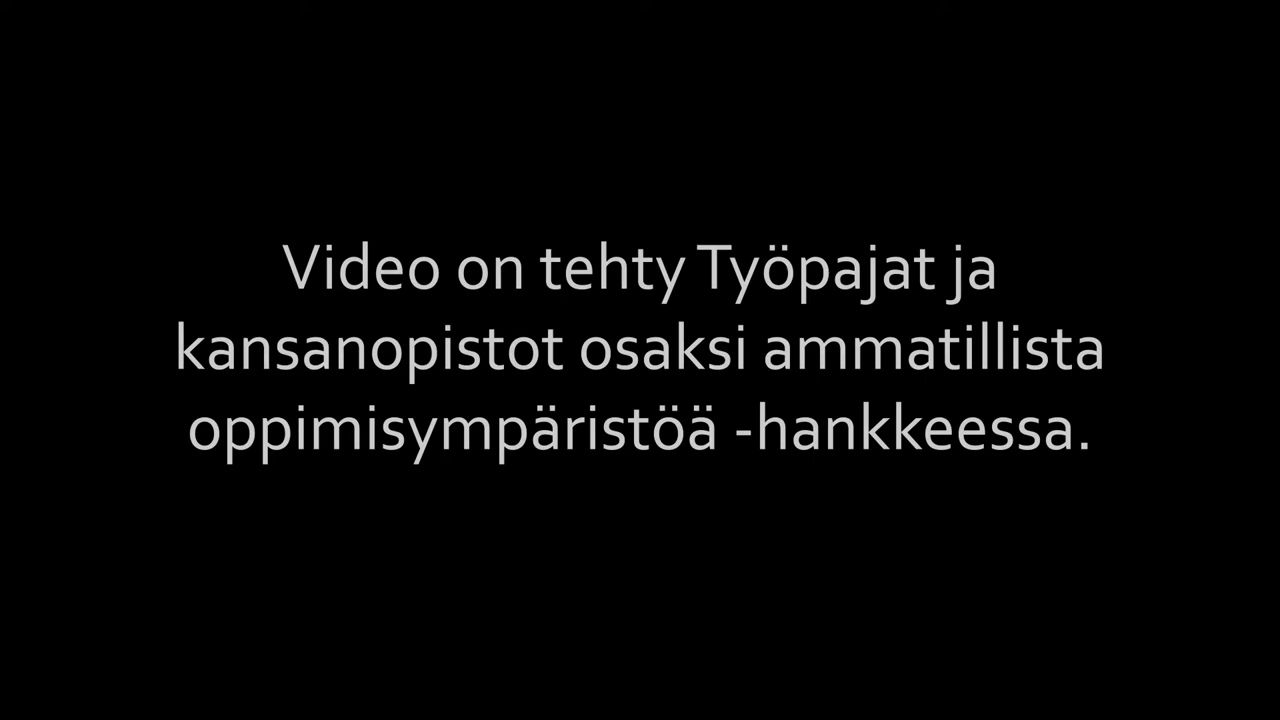 Video on tehty Työpajat ja
kansanopistot osaksi ammatillista
oppimisympäristöä -hankkeessa.